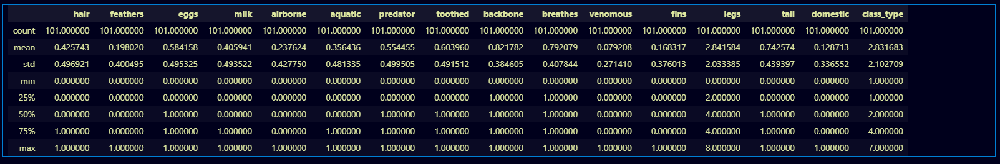 hair feathers eggs milk airborne aquatic predator toothed backbone breathes venomous fins legs tail domestic class_type
count 101.000000 101.000000 101.000000 101.000000 101.000000 101.000000 101.000000 101.000000 101.000000 101.000000 101.000000 101.000000 101.000000 101.000000 101.000000 101.000000
mean 0.425743 0.198020 0.584158 0.405941 0.237624 0.356436 0.554455 0.603960 0.821782 0.792079 0.079208 0.168317 2.841584 0.742574 0.128713 2.831683
std 0.496921 0.400495 0.495325 0.493522 0.427750 0.481335 0.499505 0.491512 0.384605 0.407844 0.271410 0.376013 2.033385 0.439397 0.336552 2.102709
min 0.000000 0.000000 0.000000 0.000000 0.000000 0.000000 0.000000 0.000000 0.000000 0.000000 0.000000 0.000000 0.000000 0.000000 0.000000 1.000000
25% 0.000000 0.000000 0.000000 0.000000 0.000000 0.000000 0.000000 0.000000 1.000000 1.000000 0.000000 0.000000 2.000000 0.000000 0.000000 1.000000
50% 0.000000 0.000000 1.000000 0.000000 0.000000 0.000000 1.000000 1.000000 1.000000 1.000000 0.000000 0.000000 4.000000 1.000000 0.000000 2.000000
75% 1.000000 0.000000 1.000000 1.000000 0.000000 1.000000 1.000000 1.000000 1.000000 1.000000 0.000000 0.000000 4.000000 1.000000 0.000000 4.000000
max 1.000000 1.000000 1.000000 1.000000 1.000000 1.000000 1.000000 1.000000 1.000000 1.000000 1.000000 1.000000 8.000000 1.000000 1.000000 7.000000